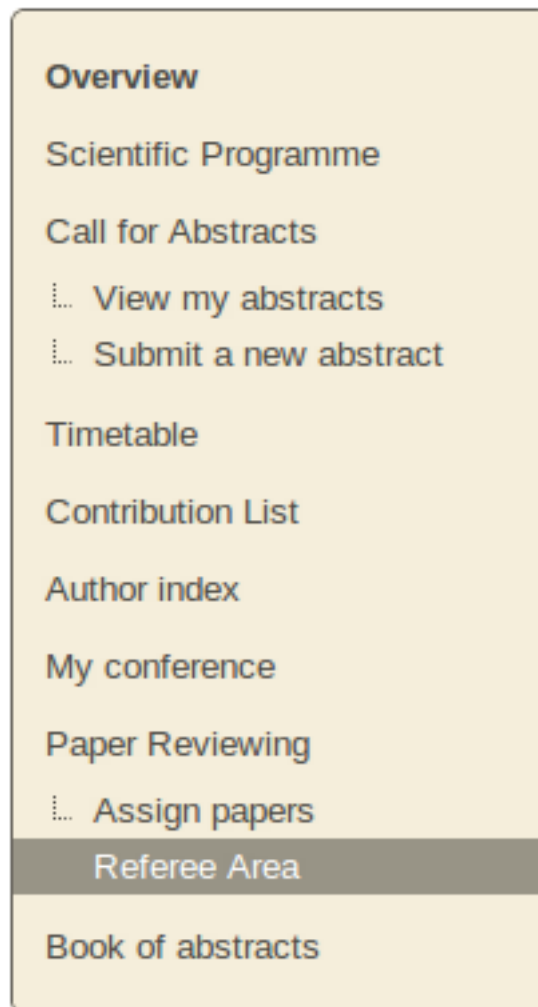 Overview
Scientific Programme
Call for Abstracts
View my abstracts
Submit a new abstract
Timetable
Contribution List
Author index
My conference
Paper Reviewing
Assign papers
Referee Area
Book of abstracts